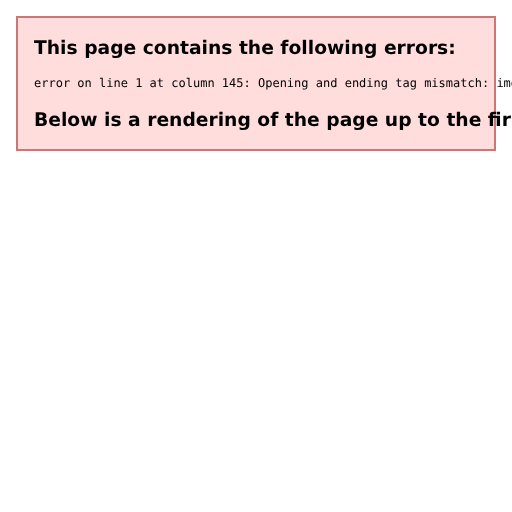 This page contains the following errors:
error on line 1 at column 145: Opening and ending tag mismatch:
Below is a rendering of the page up to the